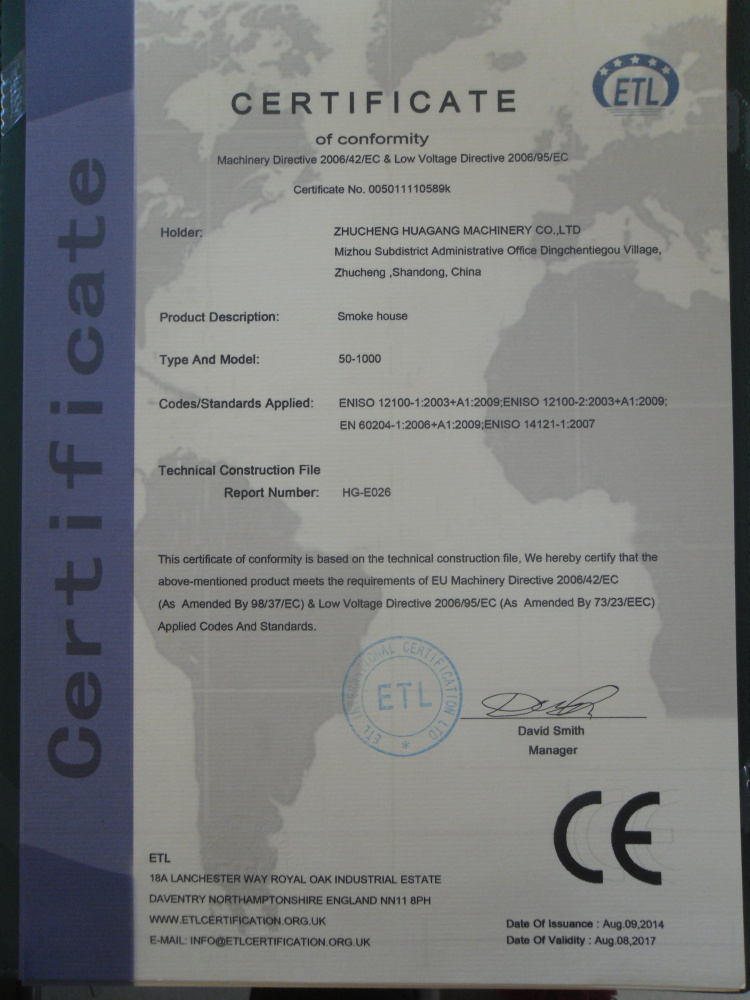 Certificate
CERTIFICATE
ETL
of conformity
Machinery Directive 2006/42/EC & Low Voltage Directive 2006/95/EC
Certificate No. 005011110589k
Holder: ZHUCHENG HUAGANG MACHINERY CO.,LTD
Mizhou Subdistrict Administrative Office Dingchentiegou Village,
Zhucheng ,Shandong, China
Product Description: Smoke house
Type And Model: 50-1000
Codes/Standards Applied: ENISO 12100-1:2003+A1:2009;ENISO 12100-2:2003+A1:2009;
EN 60204-1:2006+A1:2009;ENISO 14121-1:2007
Technical Construction File
Report Number: HG-E026
This certificate of conformity is based on the technical construction file, We hereby certify that the
above-mentioned product meets the requirements of EU Machinery Directive 2006/42/EC
(As Amended By 98/37/EC) & Low Voltage Directive 2006/95/EC (As Amended By 73/23/EEC)
Applied Codes And Standards.
ETL INTERNATIONAL CERTIFICATION LTD
ETL
David Smith
Manager
CE
ETL
18A LANCHESTER WAY ROYAL OAK INDUSTRIAL ESTATE
DAVENTRY NORTHAMPTONSHIRE ENGLAND NN11 8PH
WWW.ETLCERTIFICATION.ORG.UK
E-MAIL: INFO@ETLCERTIFICATION.ORG.UK
Date Of Issuance : Aug.09,2014
Date Of Validity : Aug.08,2017